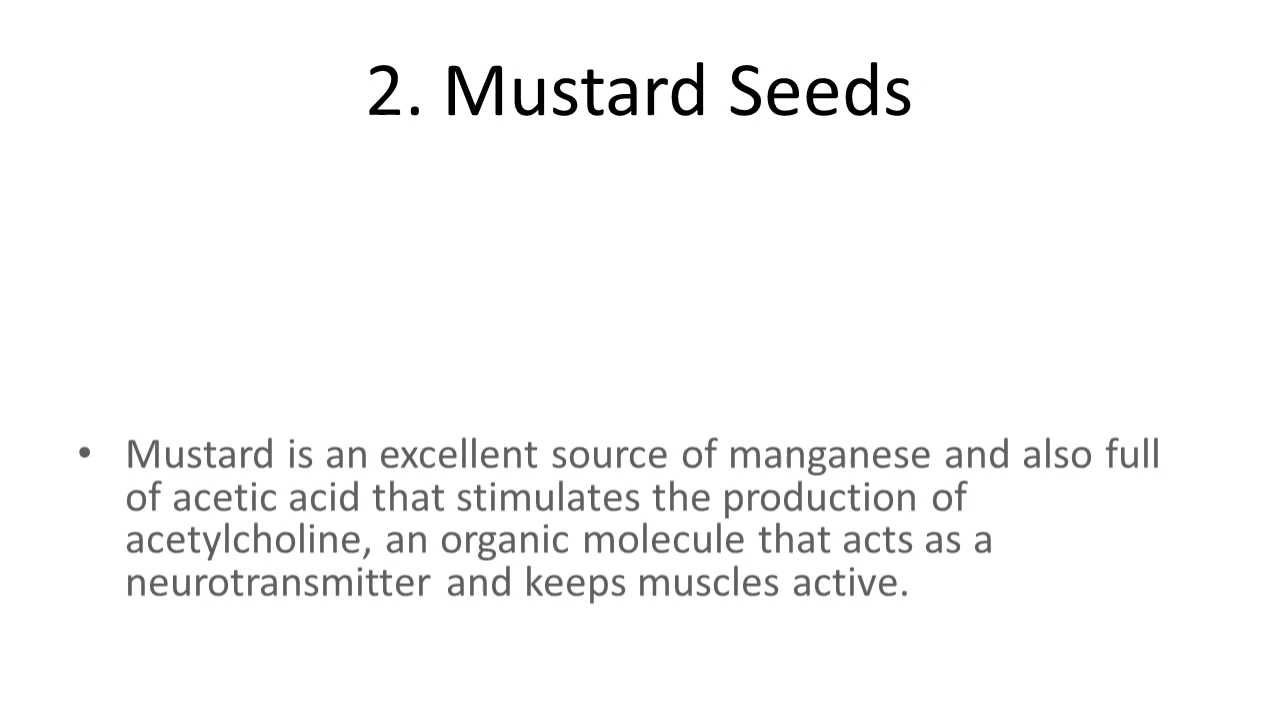 2. Mustard Seeds
• Mustard is an excellent source of manganese and also full
of acetic acid that stimulates the production of
acetylcholine, an organic molecule that acts as a
neurotransmitter and keeps muscles active.